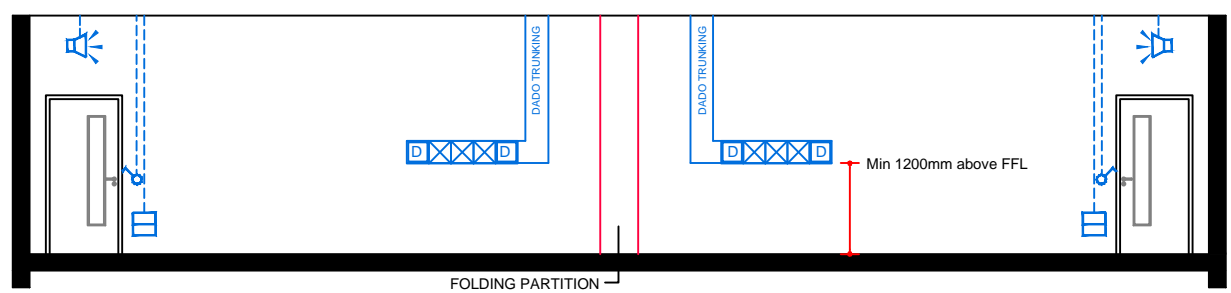 DADO TRUNKING
DADO TRUNKING
D D
D D
Min 1200mm above FFL
FOLDING PARTITION